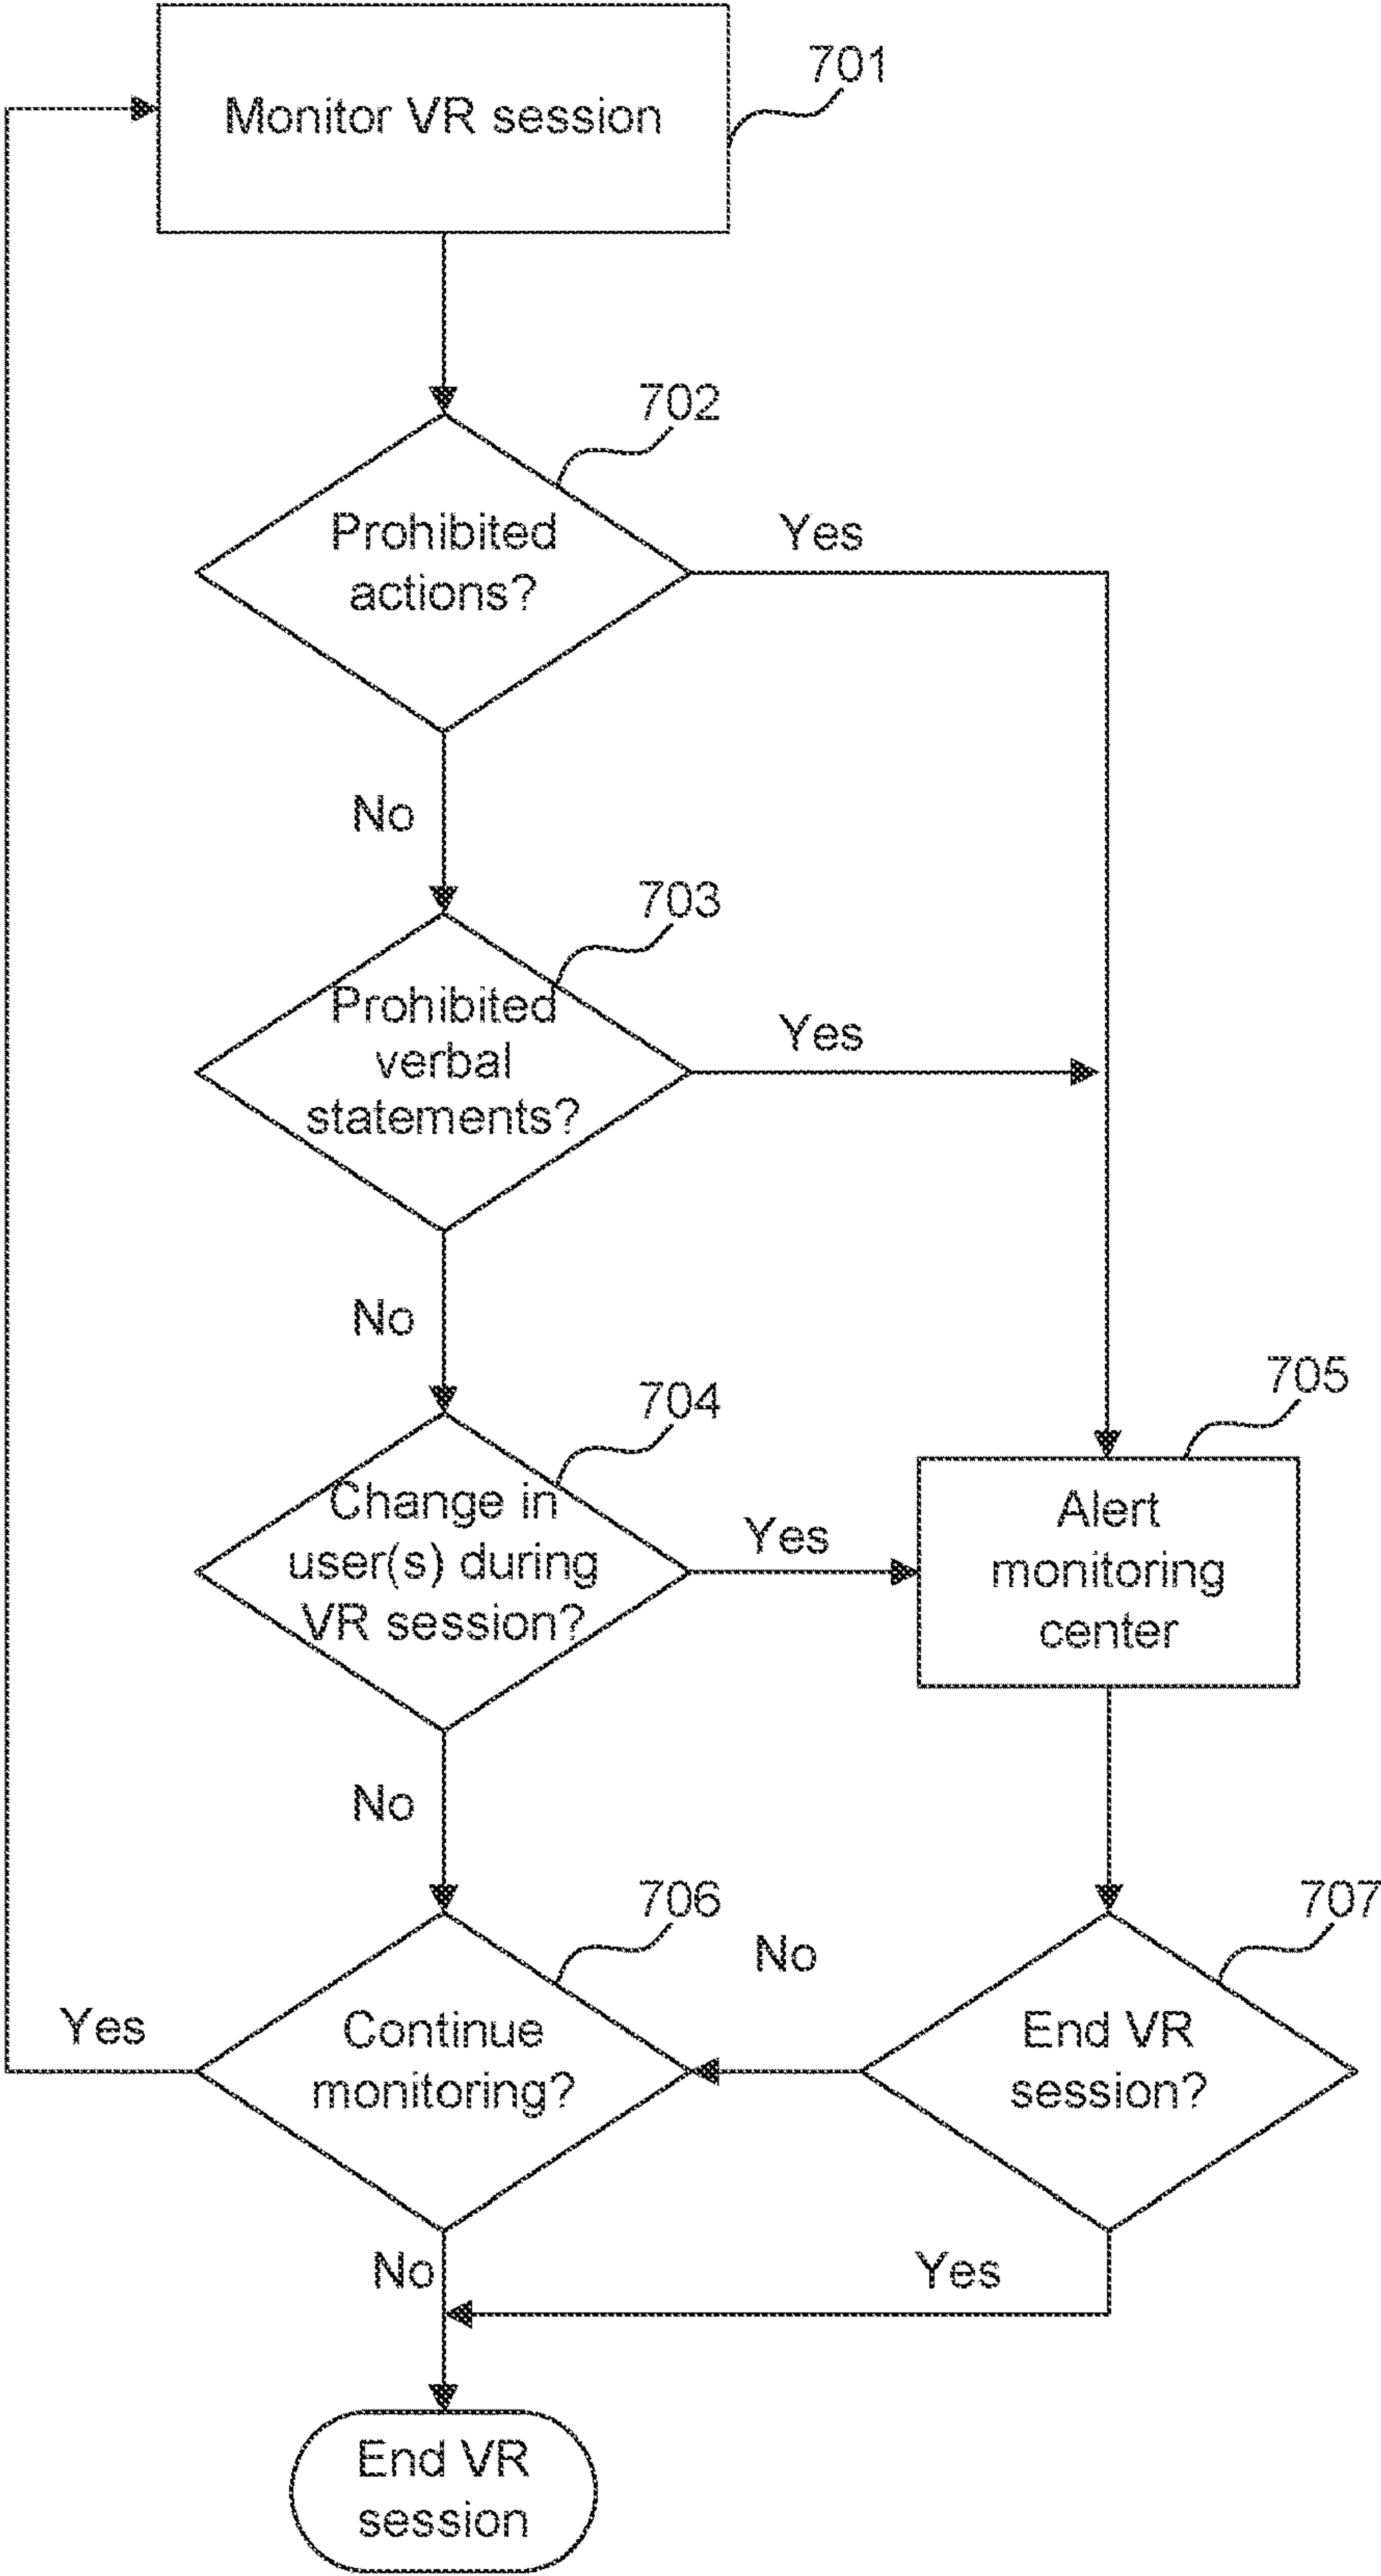 Monitor VR session
701
702
Prohibited
actions?
Yes
No
703
Prohibited
verbal
statements?
Yes
No
704
Change in
user(s) during
VR session?
Yes
705
Alert
monitoring
center
No
706
Continue
monitoring?
Yes
No
707
End VR
session?
No
Yes
End VR
session